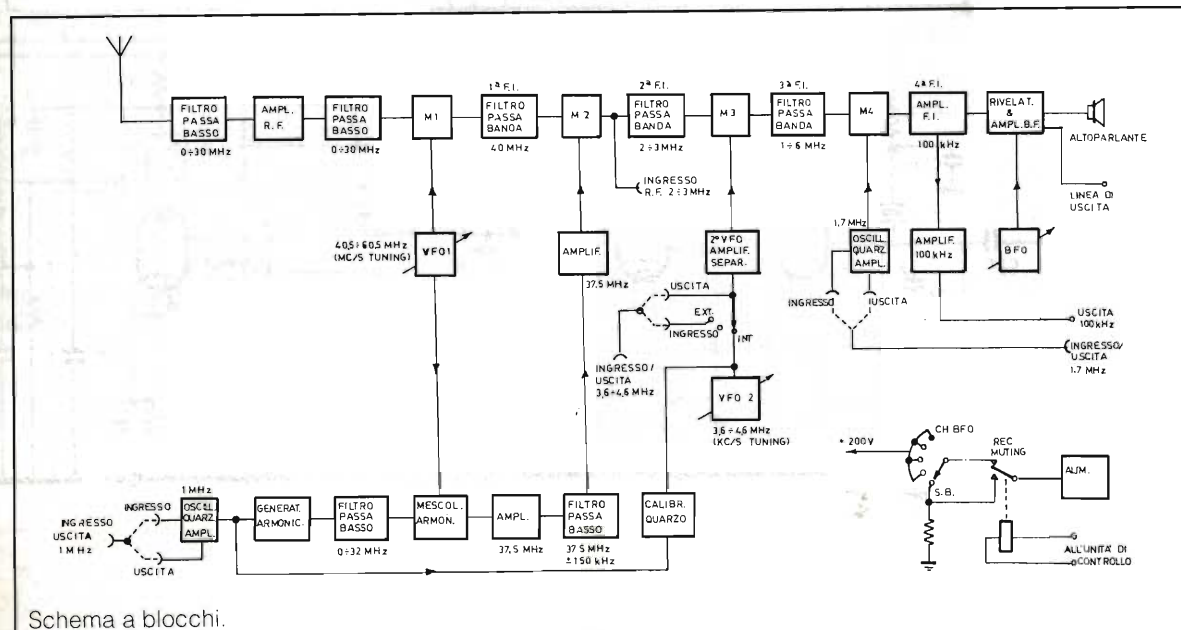 1ª F.I.
2ª F.I.
3ª F.I.
4ª F.I.
FILTRO
PASSA
BASSO
0÷30 MHz
AMPL.
R.F.
FILTRO
PASSA
BASSO
0÷30 MHz
M1
FILTRO
PASSA
BANDA
40 MHz
M2
FILTRO
PASSA
BANDA
2÷3 MHz
M3
FILTRO
PASSA
BANDA
1÷6 MHz
M4
AMPL.
F.I.
100 kHz
RIVELAT.
&
AMPL. B.F.
ALTOPARLANTE
LINEA DI
USCITA
INGRESSO
R.F. 2÷3 MHz
40,5÷60,5 MHz
(MC/S TUNING)
VFO1
AMPLIF.
37.5 MHz
2° VFO
AMPLIF.
SEPAR.
1.7 MHz
OSCILL.
QUARZ.
AMPL.
AMPLIF.
100 kHz
BFO
USCITA
EXT.
INGRESSO
INT
INGRESSO/
USCITA
3,6÷4,6 MHz
VFO 2
3,6÷4,6 MHz
(KC/S TUNING)
INGRESSO
USCITA
USCITA
100 kHz
INGRESSO/
USCITA
1.7 MHz
+ 200V
CH BFO
REC
MUTING
S.B.
ALIM.
ALL'UNITA' DI
CONTROLLO
INGRESSO
USCITA
1 MHz
INGRESSO
USCITA
1 MHz
OSCILL.
QUARZ.
AMPL.
GENERAT.
ARMONIC.
FILTRO
PASSA
BASSO
0÷32 MHz
MESCOL.
ARMON.
AMPL.
37,5 MHz
FILTRO
PASSA
BASSO
37.5 MHz
±150 kHz
CALIBR.
QUARZO
Schema a blocchi.